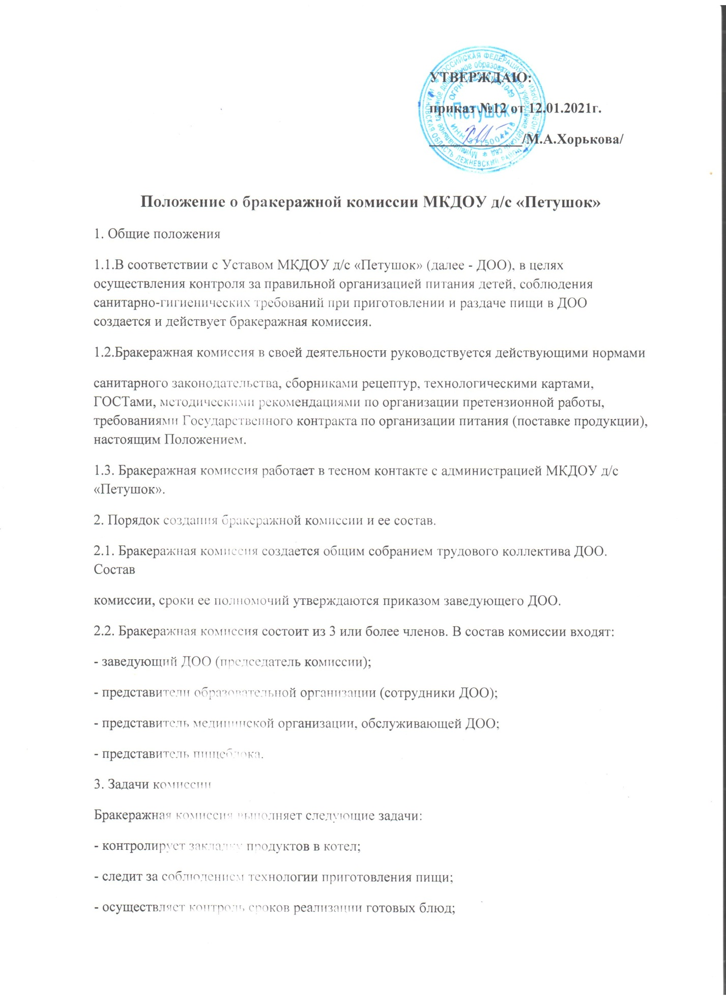 УТВЕРЖДАЮ:
приказ №12 от 12.01.2021г.
/М.А.Хорькова/
«Петушок»
Положение о бракеражной комиссии МКДОУ д/с «Петушок»
1. Общие положения
1.1.В соответствии с Уставом МКДОУ д/с «Петушок» (далее - ДОО), в целях
осуществления контроля за правильной организацией питания детей, соблюдения
санитарно-гигиенических требований при приготовлении и раздаче пищи в ДОО
создается и действует бракеражная комиссия.
1.2.Бракеражная комиссия в своей деятельности руководствуется действующими нормами
санитарного законодательства, сборниками рецептур, технологическими картами,
ГОСТами, методическими рекомендациями по организации претензионной работы,
требованиями Государственного контракта по организации питания (поставке продукции),
настоящим Положением.
1.3. Бракеражная комиссия работает в тесном контакте с администрацией МКДОУ д/с
«Петушок».
2. Порядок создания бракеражной комиссии и ее состав.
2.1. Бракеражная комиссия создается общим собранием трудового коллектива ДОО.
Состав
комиссии, сроки ее полномочий утверждаются приказом заведующего ДОО.
2.2. Бракеражная комиссия состоит из 3 или более членов. В состав комиссии входят:
- заведующий ДОО (председатель комиссии);
- представители образовательной организации (сотрудники ДОО);
- представитель медицинской организации, обслуживающей ДОО;
- представитель пищеблока.
3. Задачи комиссии
Бракеражная комиссия выполняет следующие задачи:
- контролирует закладку продуктов в котел;
- следит за соблюдением технологии приготовления пищи;
- осуществляет контроль сроков реализации готовых блюд;